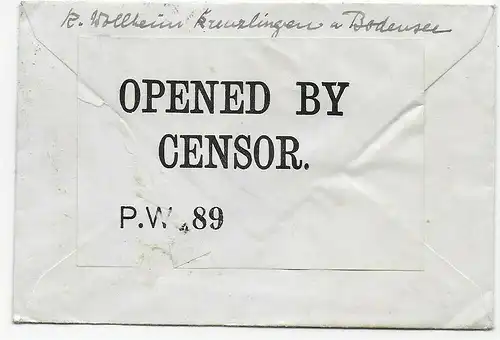 R. Wollheim Kreuzlingen a Bodensee
OPENED BY
CENSOR.
P.W. 89